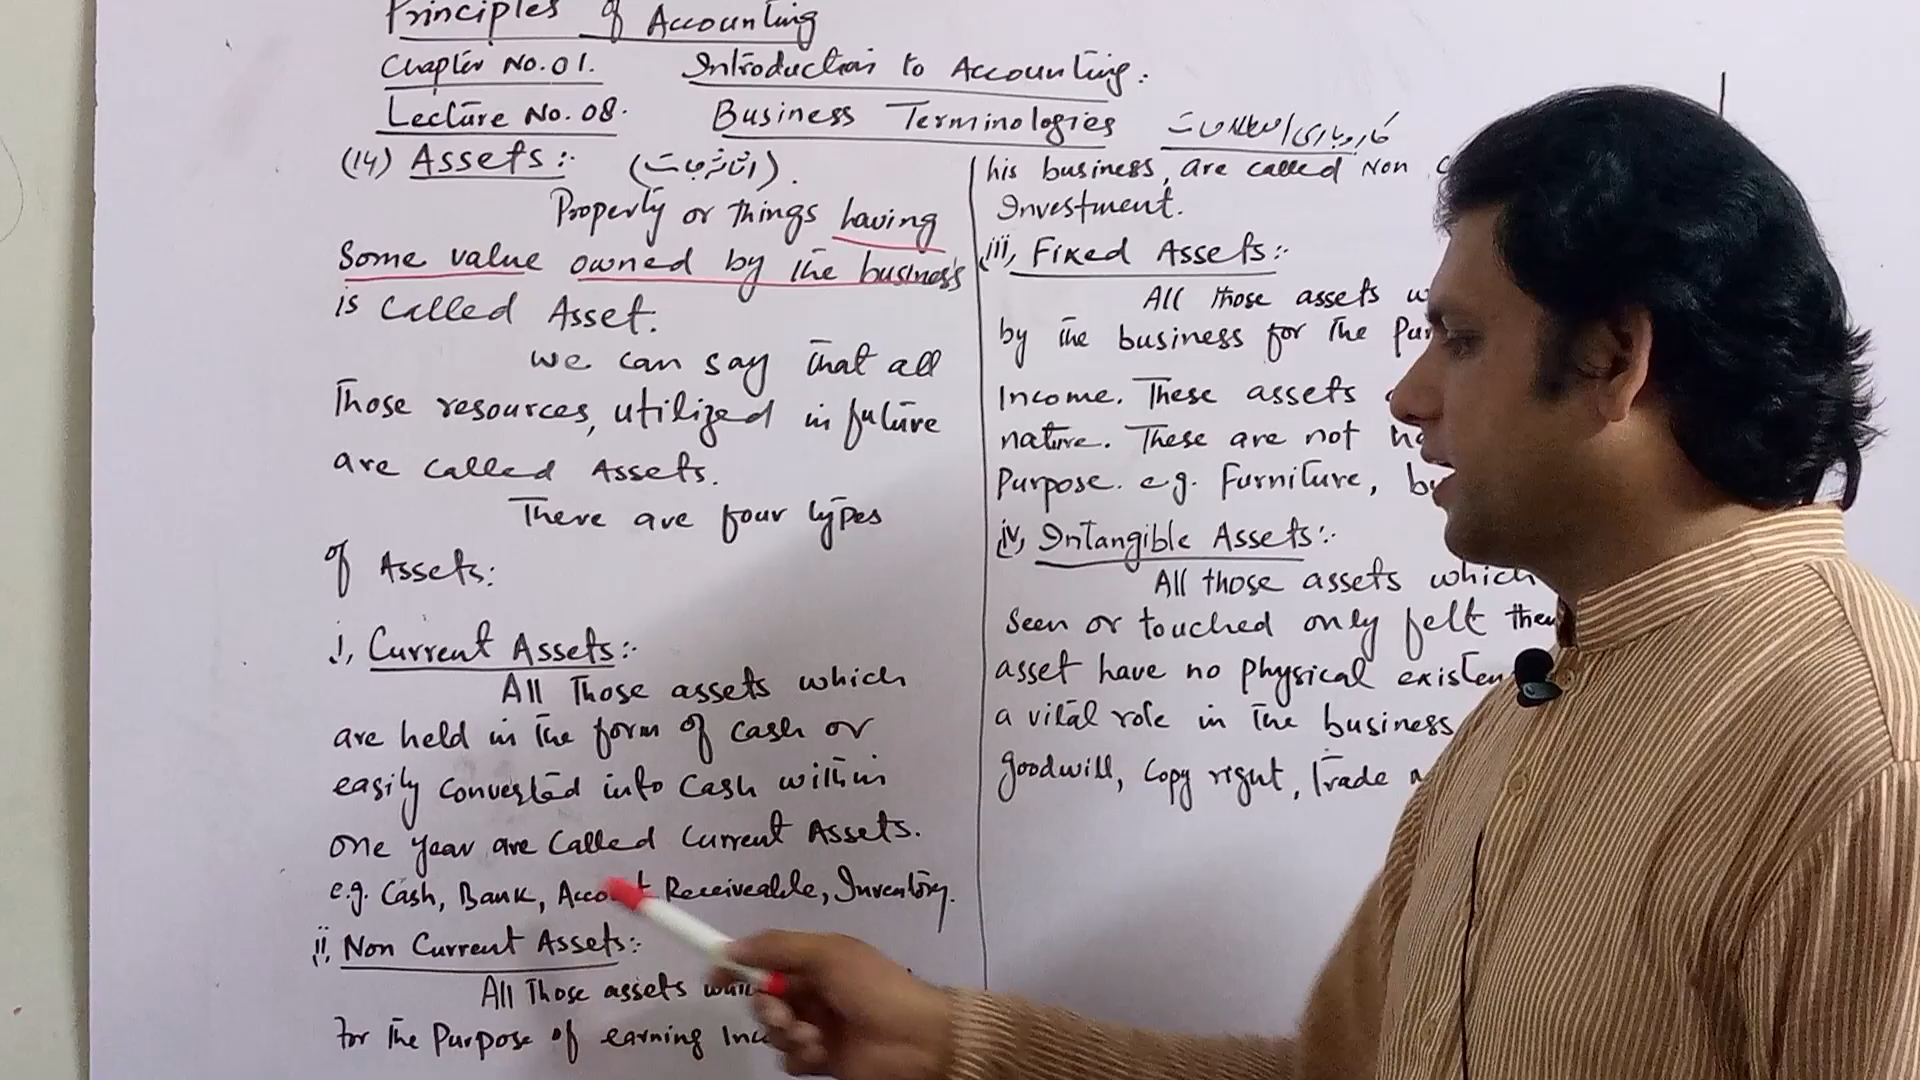 Principles of Accounting
Chapter No.01. Introduction to Accounting.
Lecture No.08. Business Terminologies کاروباری اصطلاحات
(14) Assets:- (اثاثہ جات).
Property or things having
Some value owned by the business
is called Asset.
we can say that all
Those resources, utilized in future
are called Assets.
There are four types
of Assets:
i, Current Assets:-
All Those assets which
are held in the form of cash or
easily converted into cash within
one year are called Current Assets.
e.g. Cash, Bank, Receiveable, Inventory.
ii, Non Current Assets:-
All Those assets
for the Purpose of earning
his business, are called Non
Investment.
iii, Fixed Assets:-
All those assets
by the business for the
Income. These assets
nature. These are not
Purpose. e.g. Furniture,
iv, Intangible Assets:-
All those assets which
seen or touched only felt
asset have no physical
a vital role in the business
goodwill, Copy right, Trade